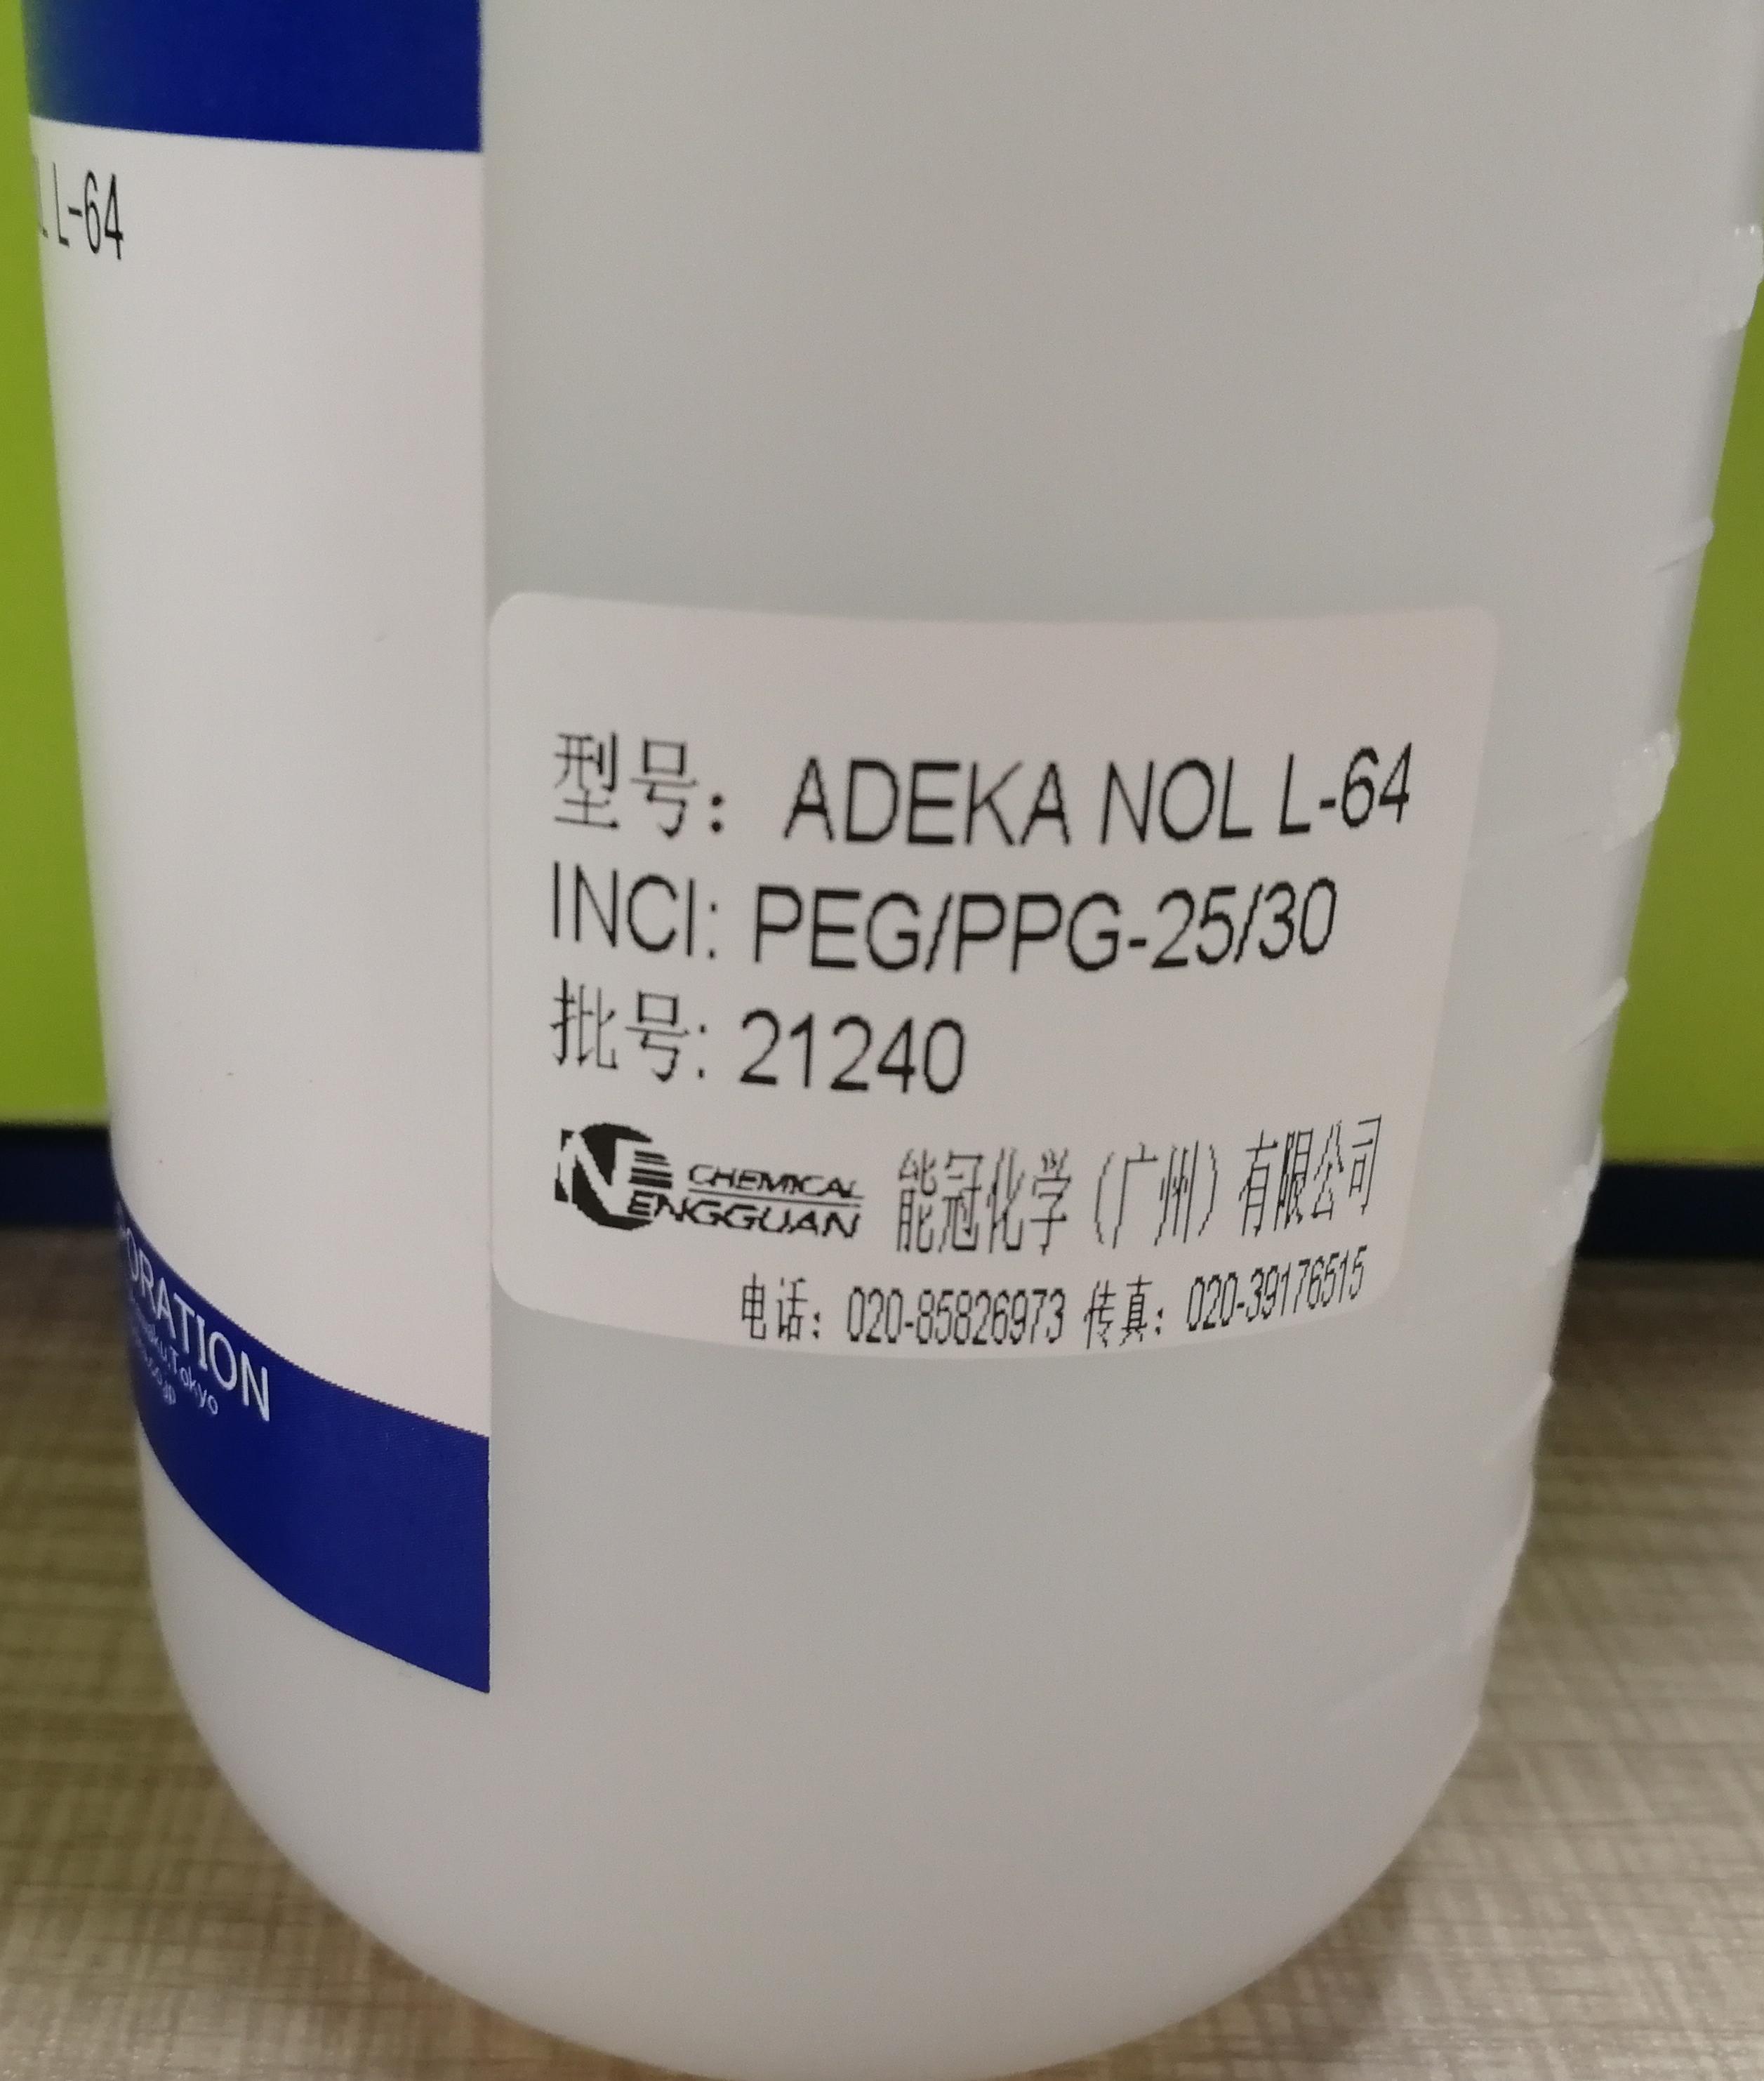 L-64
型号：ADEKA NOL L-64
INCI: PEG/PPG-25/30
批号: 21240
CHEMICAL
NENGGUAN
能冠化学（广州）有限公司
电话：020-85826973 传真：020-39176515
ORATION
Tokyo